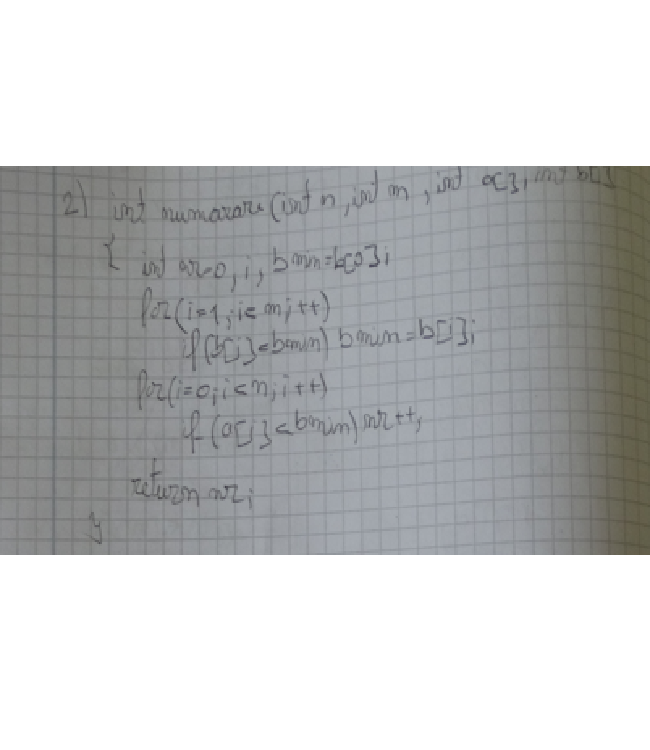 2) int numarare(int n, int m, int a[], int b[])
{ int nr=0, i, bmin=b[0];
for(i=1; i<m; i++)
if(b[i]<bmin) bmin=b[i];
for(i=0; i<n; i++)
if(a[i]<bmin) nr++;
return nr;
}